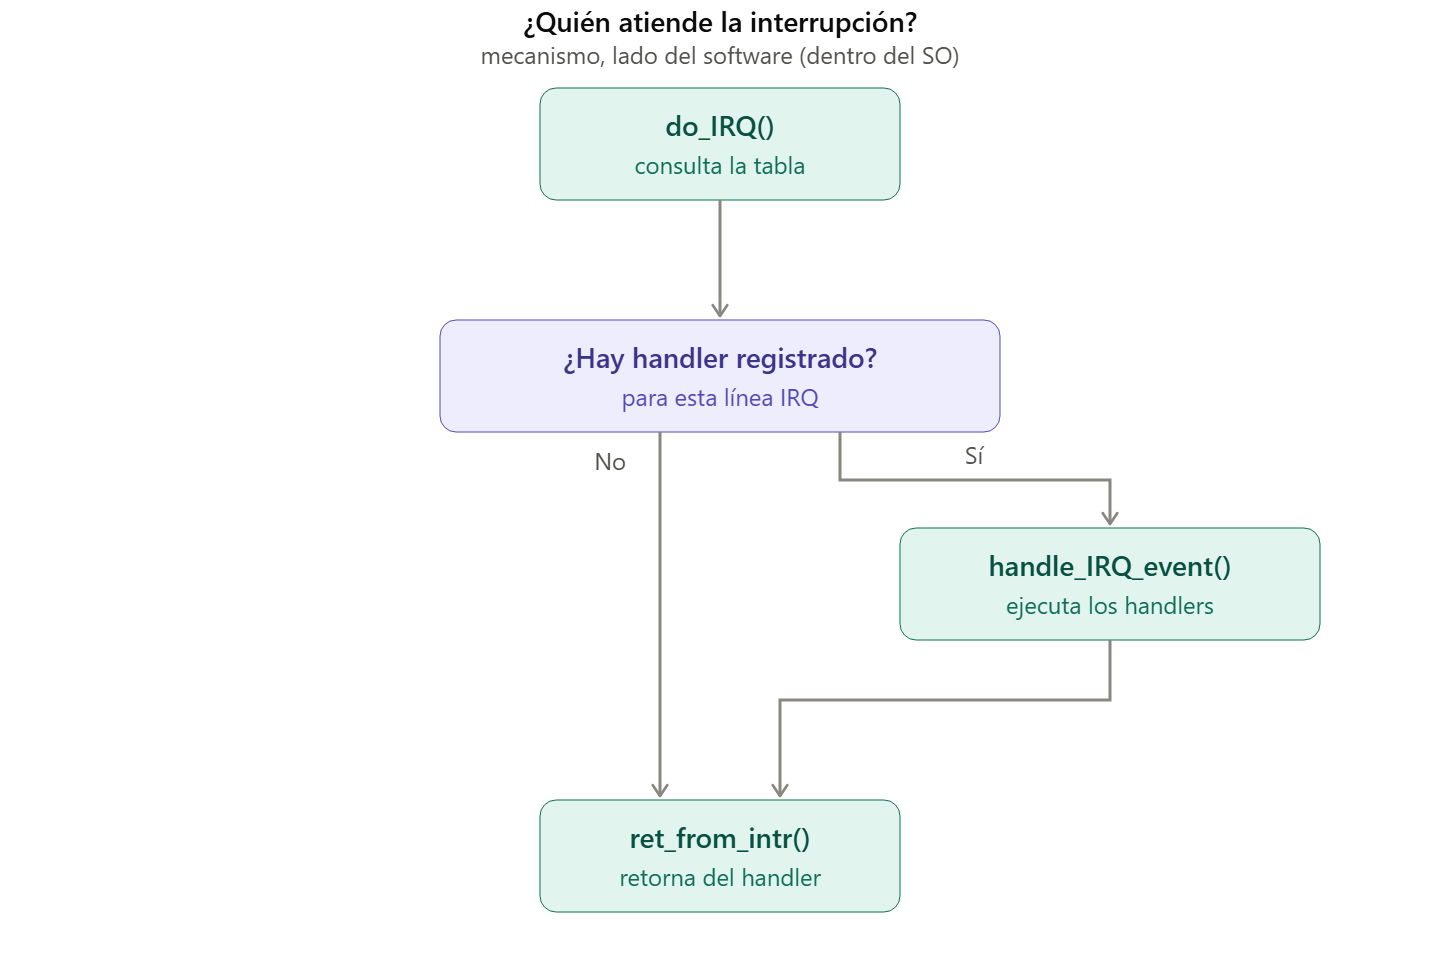 ¿Quién atiende la interrupción?
mecanismo, lado del software (dentro del SO)
do_IRQ()
consulta la tabla
¿Hay handler registrado?
para esta línea IRQ
No
Sí
handle_IRQ_event()
ejecuta los handlers
ret_from_intr()
retorna del handler